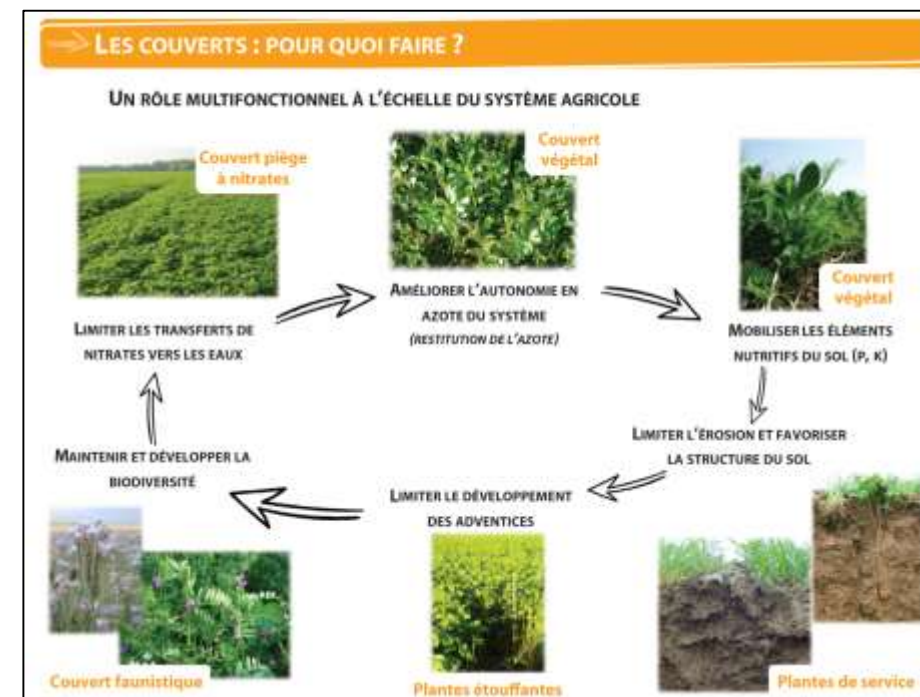 LES COUVERTS : POUR QUOI FAIRE ?
UN RÔLE MULTIFONCTIONNEL À L'ÉCHELLE DU SYSTÈME AGRICOLE
Couvert piège
à nitrates
LIMITER LES TRANSFERTS DE
NITRATES VERS LES EAUX
Couvert
végétal
AMÉLIORER L'AUTONOMIE EN
AZOTE DU SYSTÈME
(RESTITUTION DE L'AZOTE)
Couvert
végétal
MOBILISER LES ÉLÉMENTS
NUTRITIFS DU SOL (P, K)
LIMITER L'ÉROSION ET FAVORISER
LA STRUCTURE DU SOL
Plantes de service
LIMITER LE DÉVELOPPEMENT
DES ADVENTICES
Plantes étouffantes
MAINTENIR ET DÉVELOPPER LA
BIODIVERSITÉ
Couvert faunistique